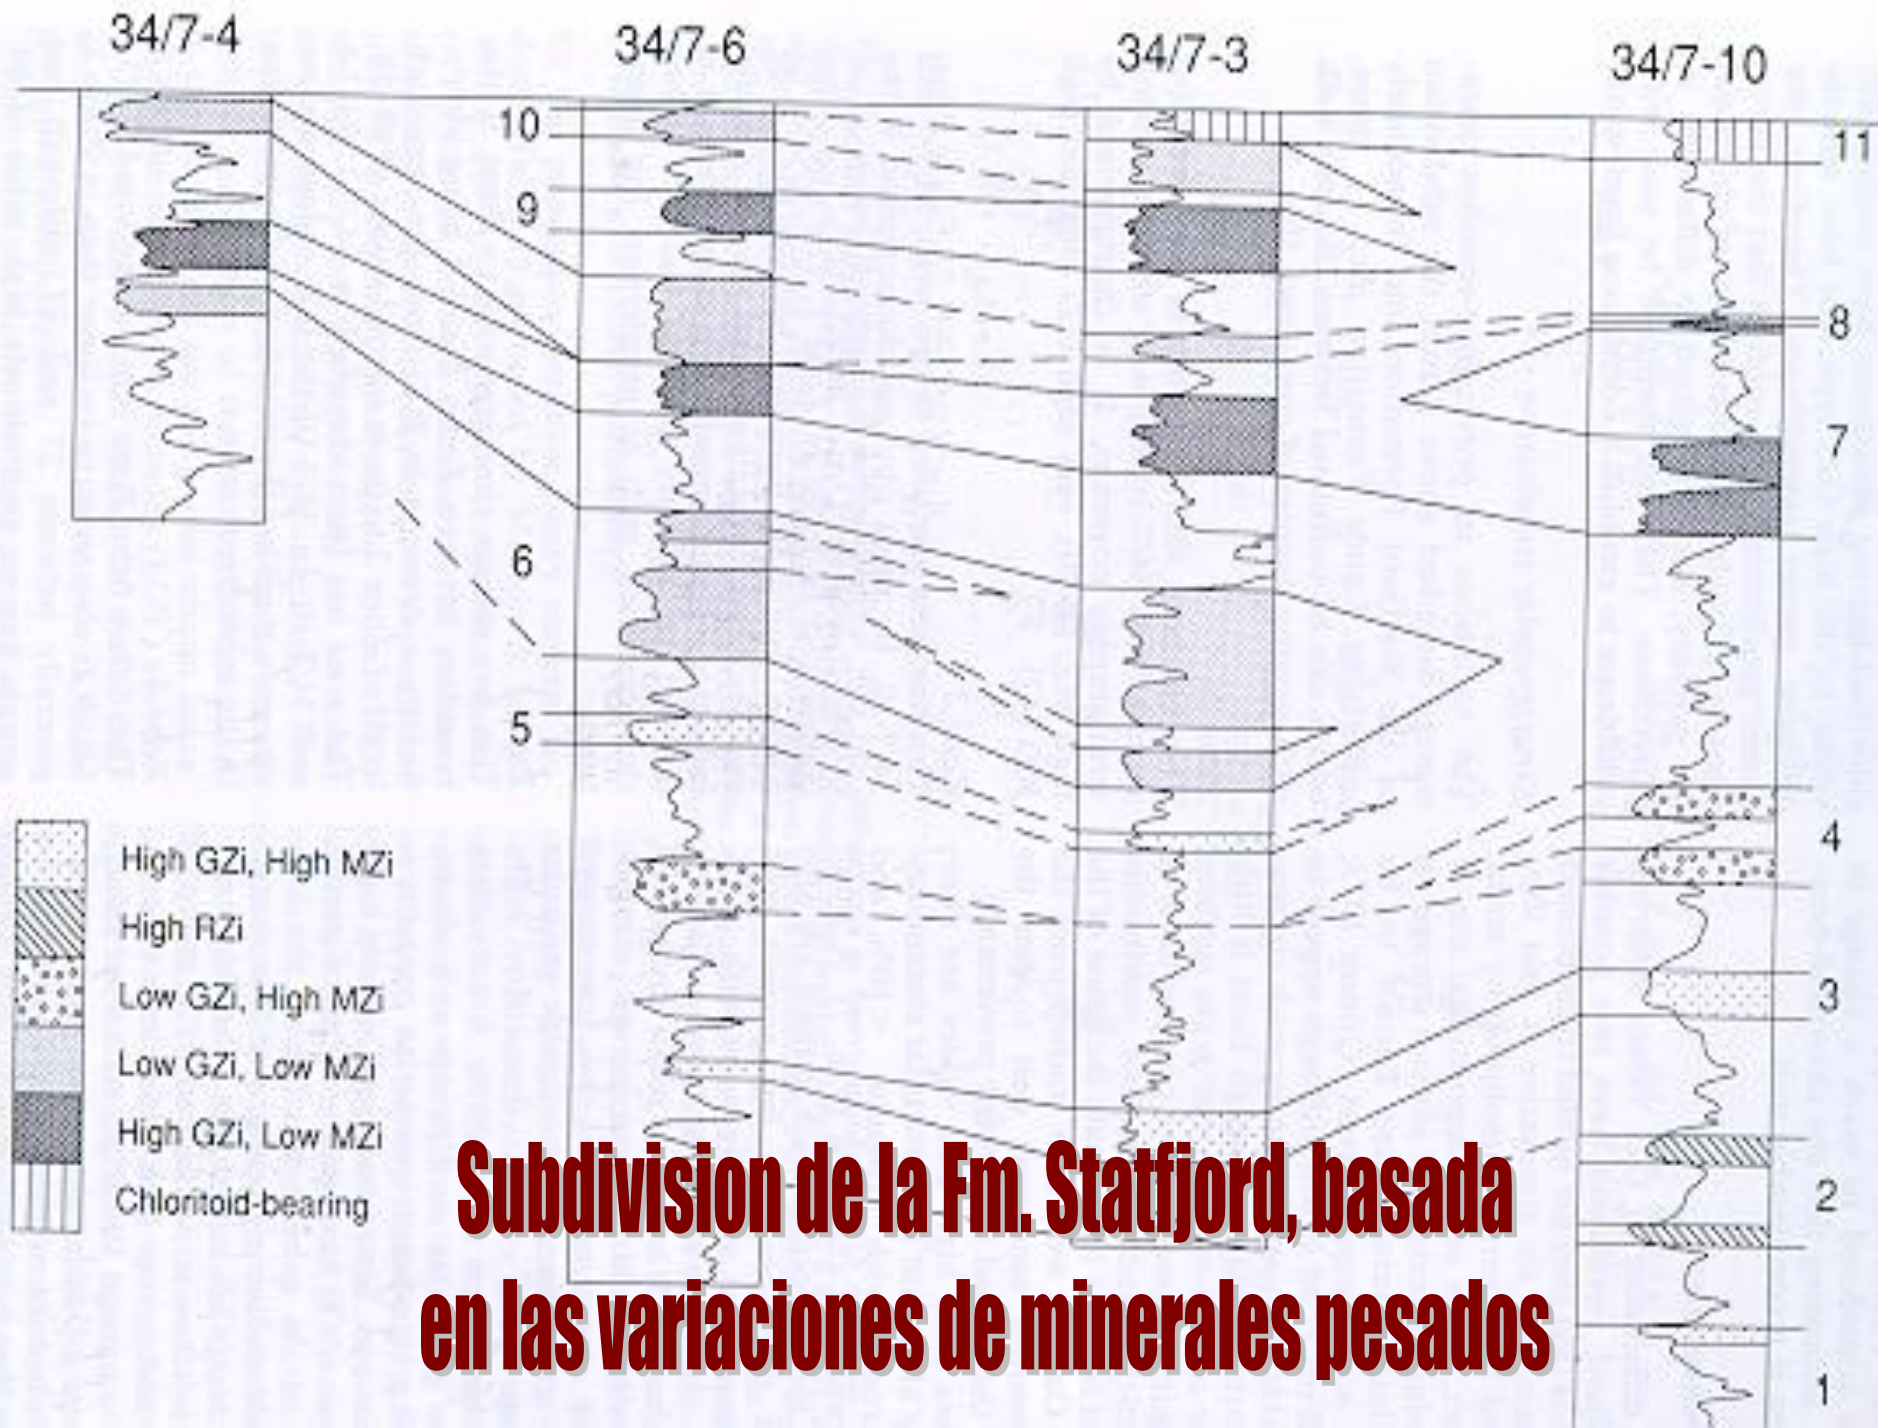 34/7-4
34/7-6
34/7-3
34/7-10
10
11
9
8
7
6
5
4
3
2
1
High GZi, High MZi
High RZi
Low GZi, High MZi
Low GZi, Low MZi
High GZi, Low MZi
Chloritoid-bearing
Subdivision de la Fm. Statfjord, basada
en las variaciones de minerales pesados